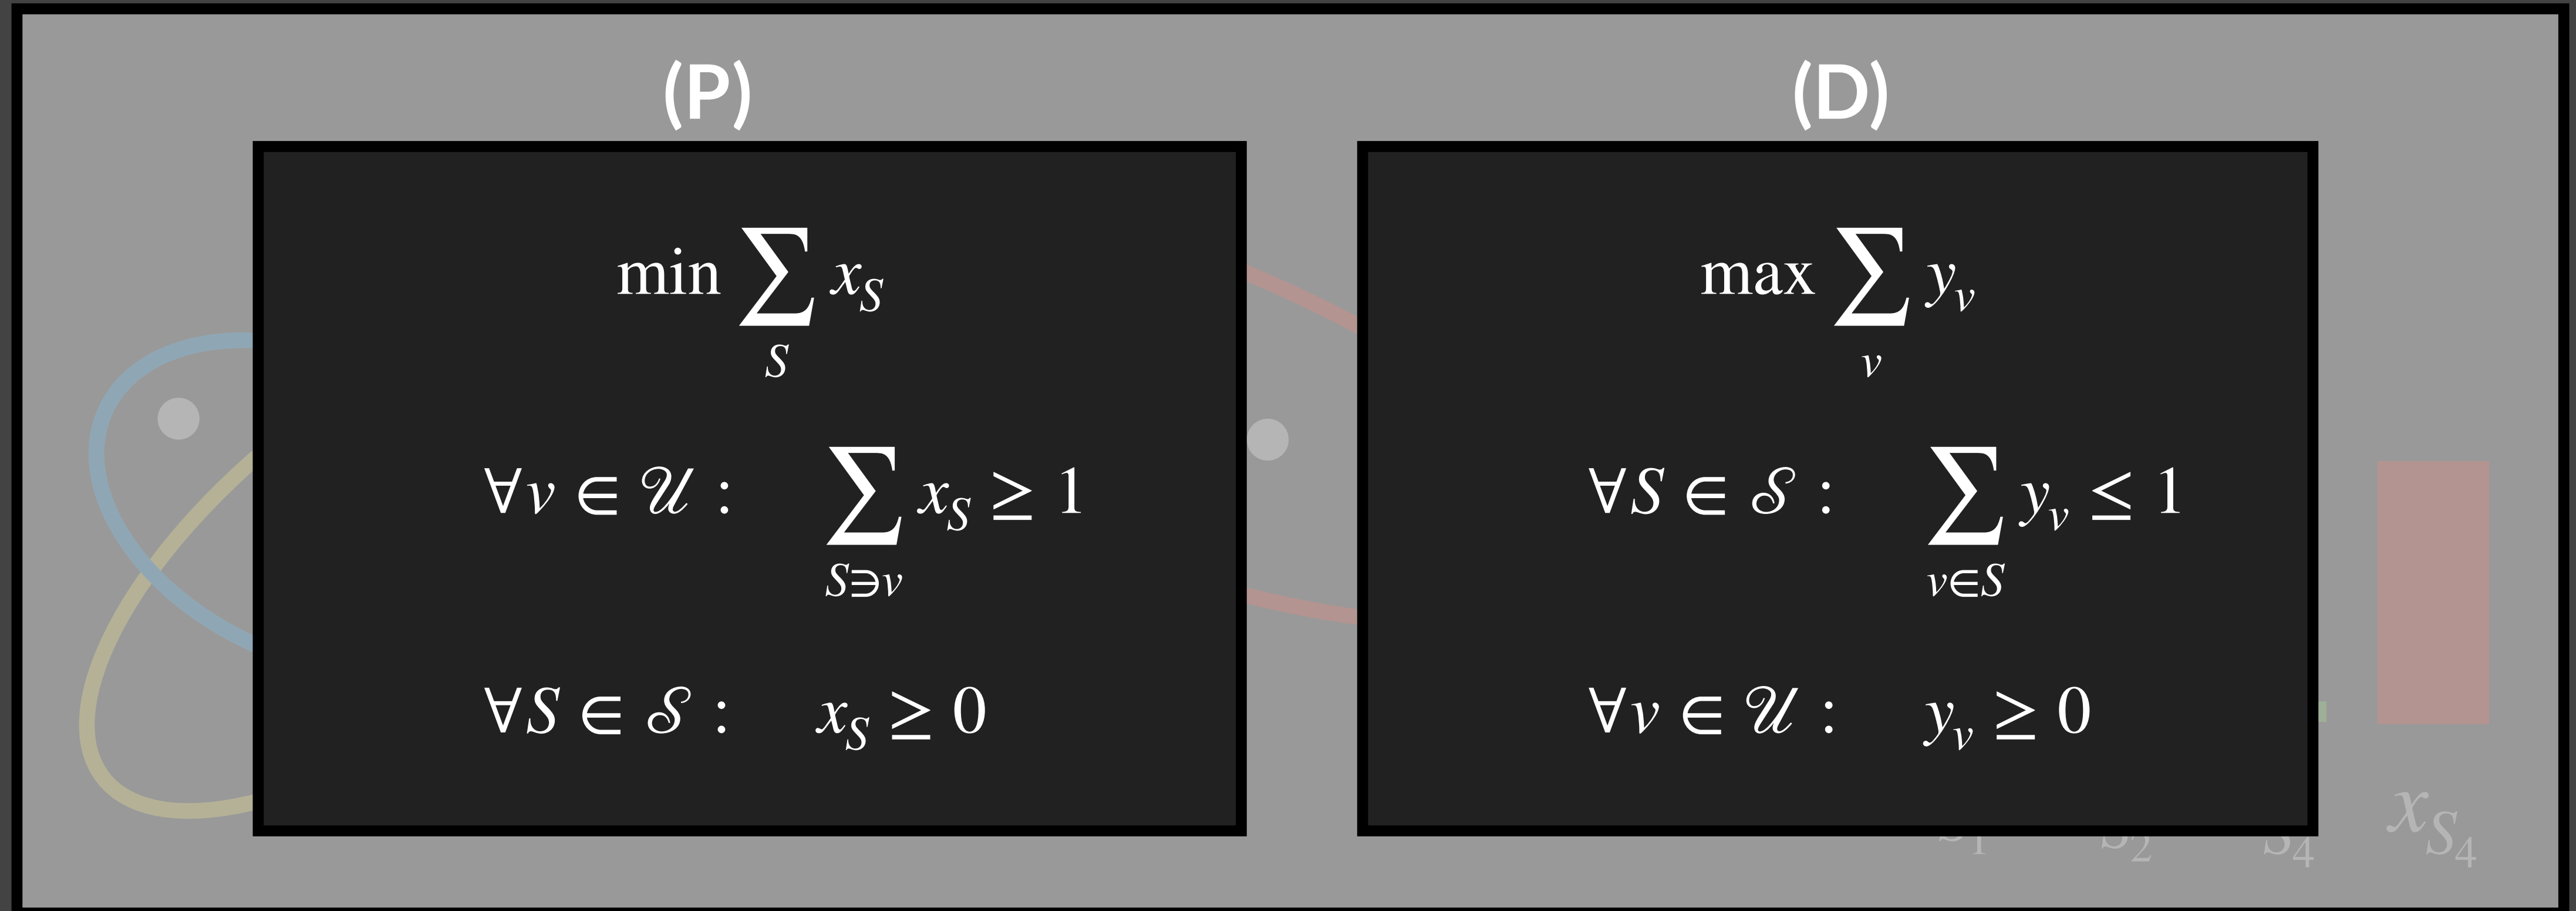 (P)
min ∑_S x_S
∀v ∈ 𝒰 : ∑_{S∋v} x_S ≥ 1
∀S ∈ 𝒮 : x_S ≥ 0
(D)
max ∑_v y_v
∀S ∈ 𝒮 : ∑_{v∈S} y_v ≤ 1
∀v ∈ 𝒰 : y_v ≥ 0
x_{S_4}